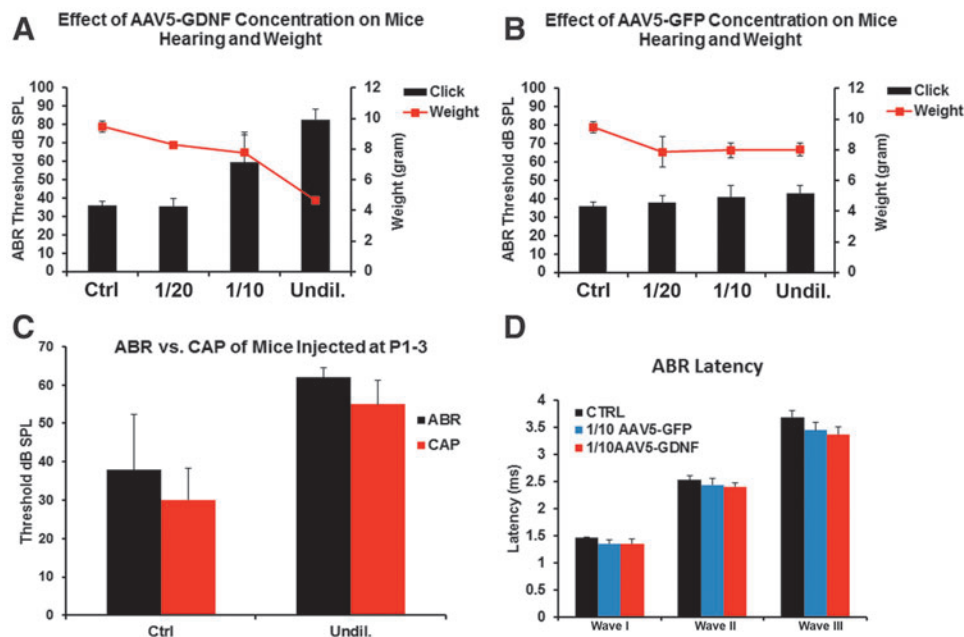 A
Effect of AAV5-GDNF Concentration on Mice
Hearing and Weight
100
90
80
70
60
50
40
30
20
10
0
ABR Threshold dB SPL
12
10
8
6
4
2
0
Weight (gram)
Click
Weight
Ctrl 1/20 1/10 Undil.
B
Effect of AAV5-GFP Concentration on Mice
Hearing and Weight
100
90
80
70
60
50
40
30
20
10
0
ABR Threshold dB SPL
12
10
8
6
4
2
0
Weight (gram)
Click
Weight
Ctrl 1/20 1/10 Undil.
C
ABR vs. CAP of Mice Injected at P1-3
70
60
50
40
30
20
10
0
Threshold dB SPL
ABR
CAP
Ctrl Undil.
D
ABR Latency
4
3.5
3
2.5
2
1.5
1
0.5
0
Latency (ms)
CTRL
1/10 AAV5-GFP
1/10AAV5-GDNF
Wave I Wave II Wave III